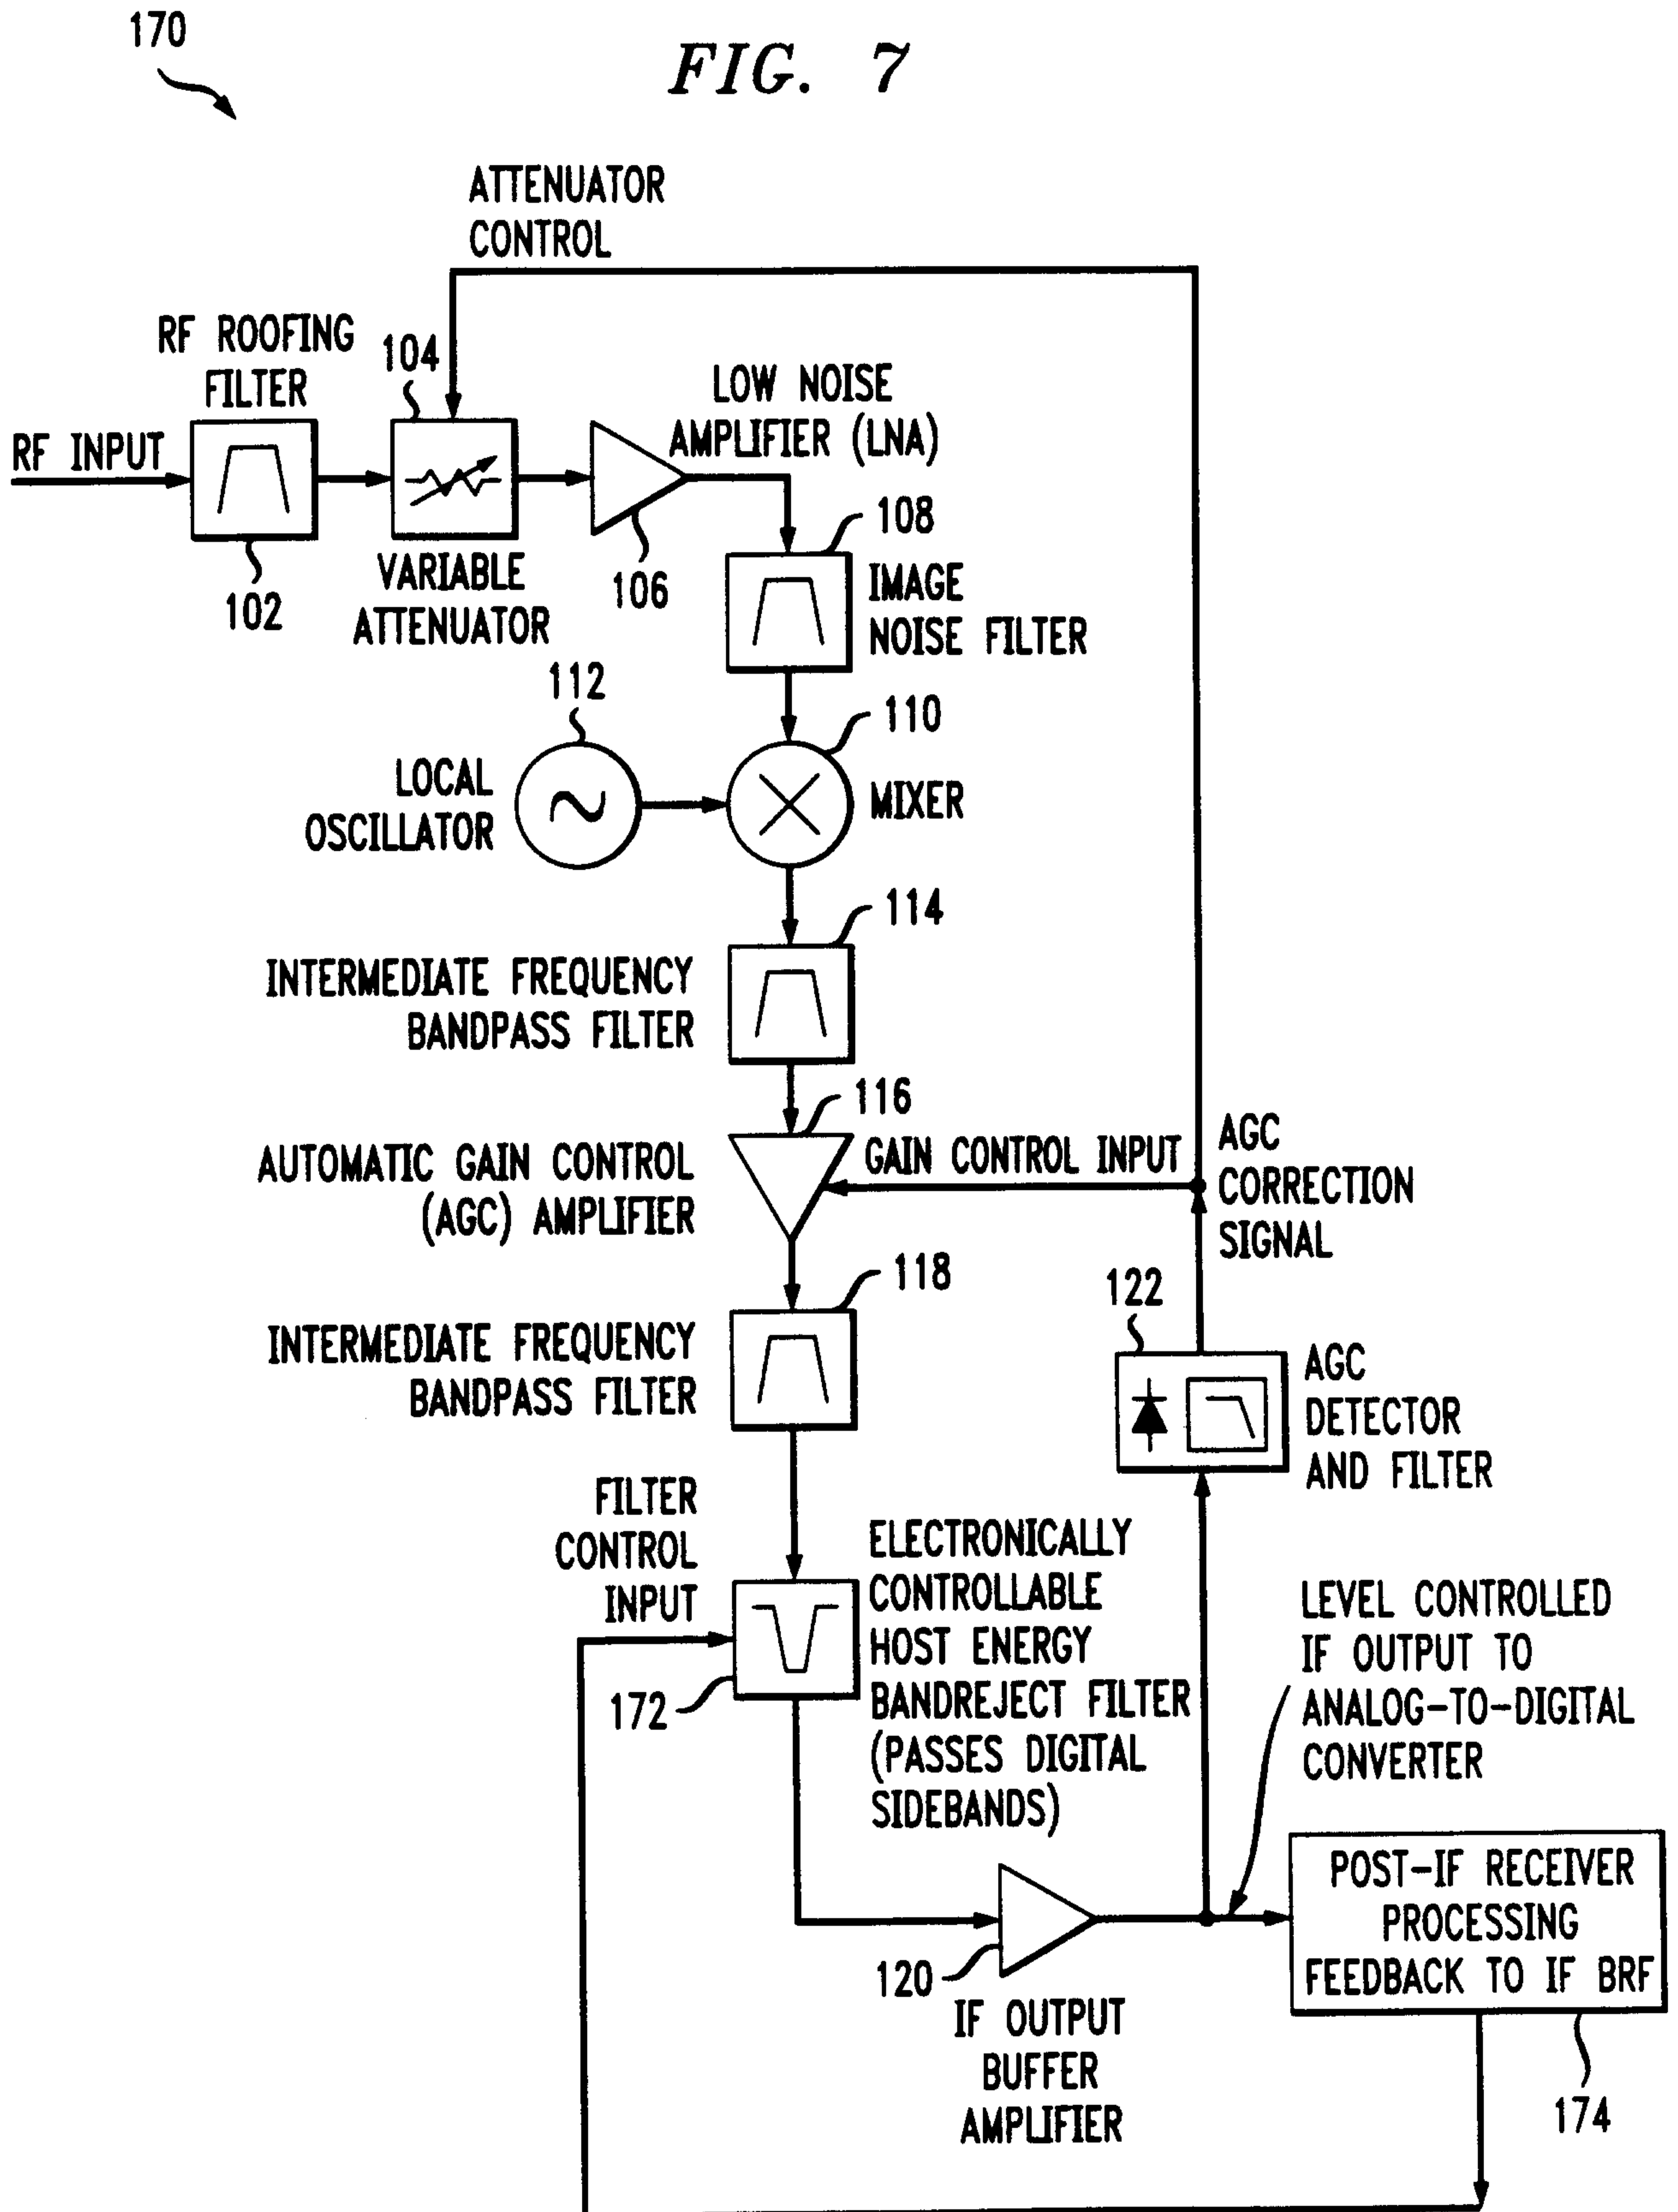 170
FIG. 7
ATTENUATOR
CONTROL
RF ROOFING
FILTER
104
LOW NOISE
AMPLIFIER (LNA)
RF INPUT
102
VARIABLE
ATTENUATOR
106
108
IMAGE
NOISE FILTER
112
110
LOCAL
OSCILLATOR
MIXER
114
INTERMEDIATE FREQUENCY
BANDPASS FILTER
116
AUTOMATIC GAIN CONTROL
(AGC) AMPLIFIER
GAIN CONTROL INPUT
AGC
CORRECTION
SIGNAL
118
122
INTERMEDIATE FREQUENCY
BANDPASS FILTER
AGC
DETECTOR
AND FILTER
FILTER
CONTROL
INPUT
172
ELECTRONICALLY
CONTROLLABLE
HOST ENERGY
BANDREJECT FILTER
(PASSES DIGITAL
SIDEBANDS)
LEVEL CONTROLLED
IF OUTPUT TO
ANALOG-TO-DIGITAL
CONVERTER
120
IF OUTPUT
BUFFER
AMPLIFIER
POST-IF RECEIVER
PROCESSING
FEEDBACK TO IF BRF
174